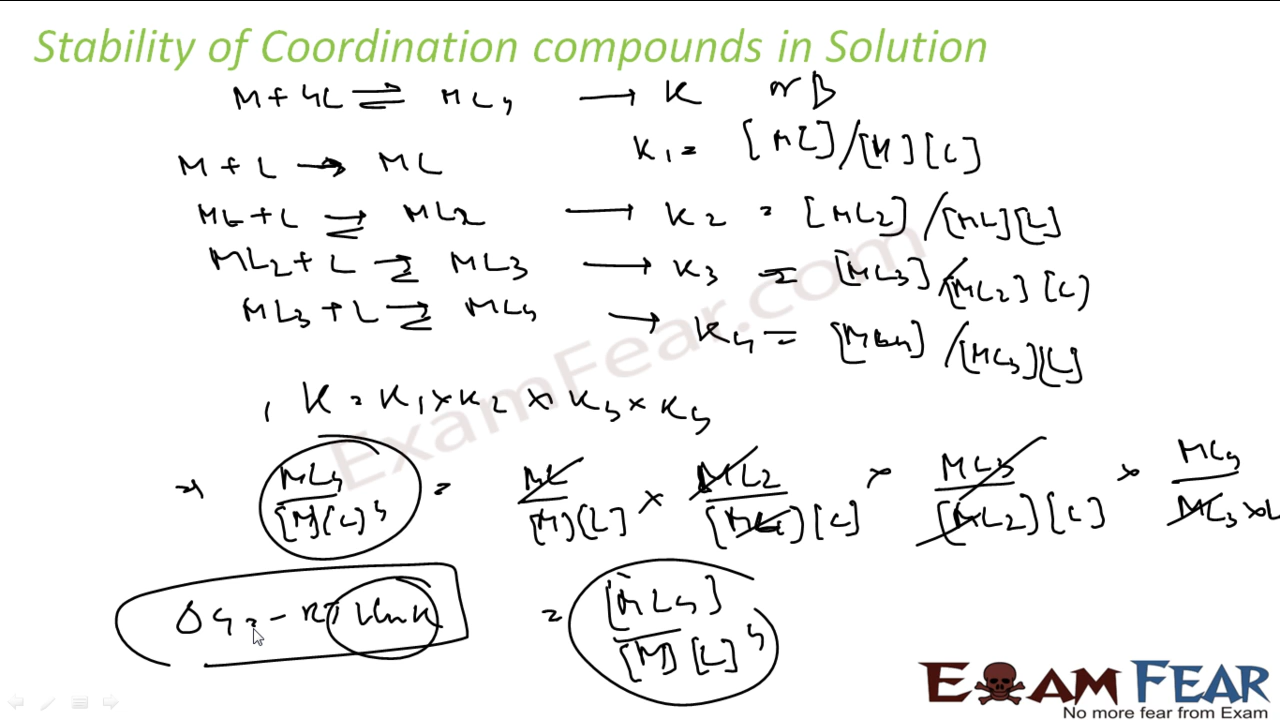 Stability of Coordination compounds in Solution
M + 4L ⇌ ML4 → K or β
K1 = [ML]/[M][L]
M + L → ML
ML + L ⇌ ML2 → K2 = [ML2]/[ML][L]
ML2 + L ⇌ ML3 → K3 = [ML3]/[ML2][L]
ML3 + L ⇌ ML4 → K4 = [ML4]/[ML3][L]
K = K1 × K2 × K3 × K4
⇒ ML4/[M][L]4 = ML/[M][L] × ML2/[ML][L] × ML3/[ML2][L] × ML4/ML3 × L
ΔG = - RT ln K = [ML4]/[M][L]4
ExamFear.com
EXAM FEAR
No more fear from Exam